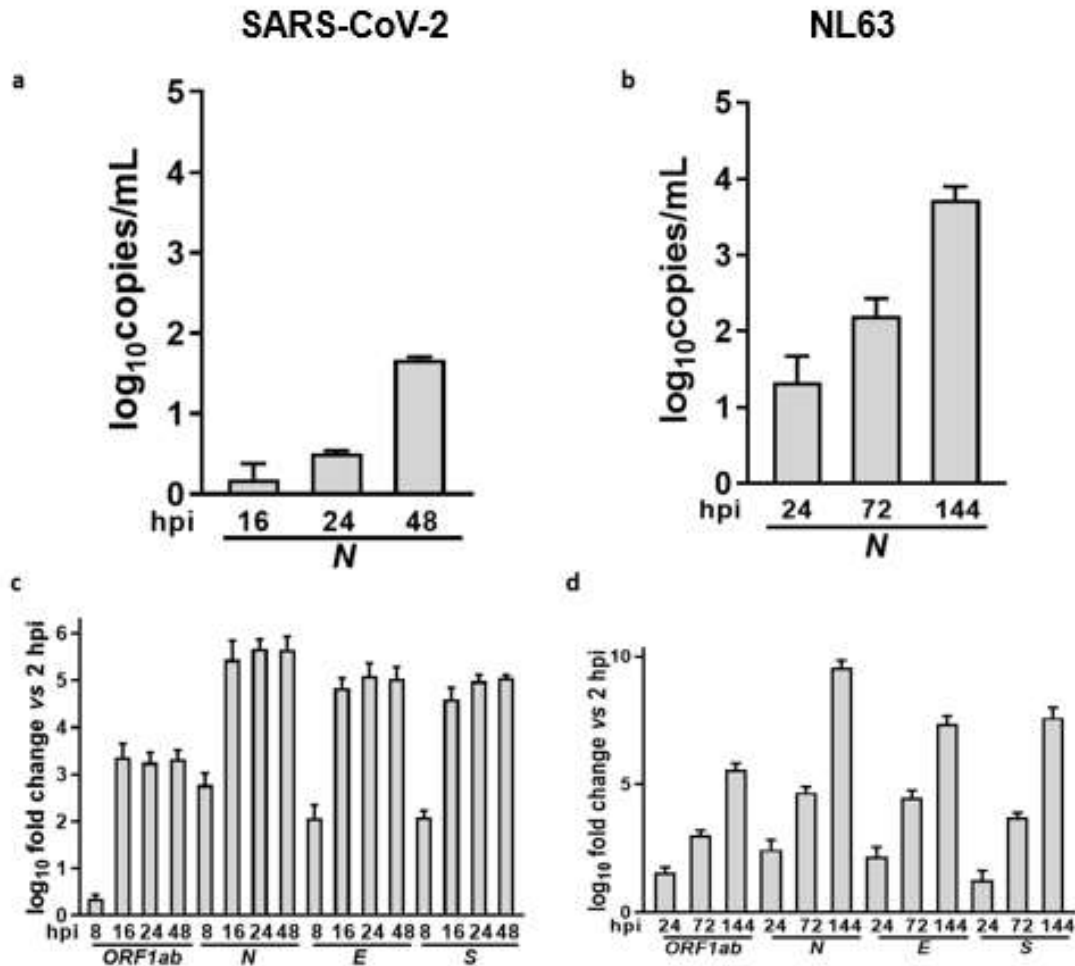 SARS-CoV-2 NL63
a
log10copies/mL
5
4
3
2
1
0
hpi 16 24 48
N
b
log10copies/mL
5
4
3
2
1
0
hpi 24 72 144
N
c
log10 fold change vs 2 hpi
6
5
4
3
2
1
0
hpi 8 16 24 48 8 16 24 48 8 16 24 48 8 16 24 48
ORF1ab N E S
d
log10 fold change vs 2 hpi
10
5
0
hpi 24 72 144 24 72 144 24 72 144 24 72 144
ORF1ab N E S